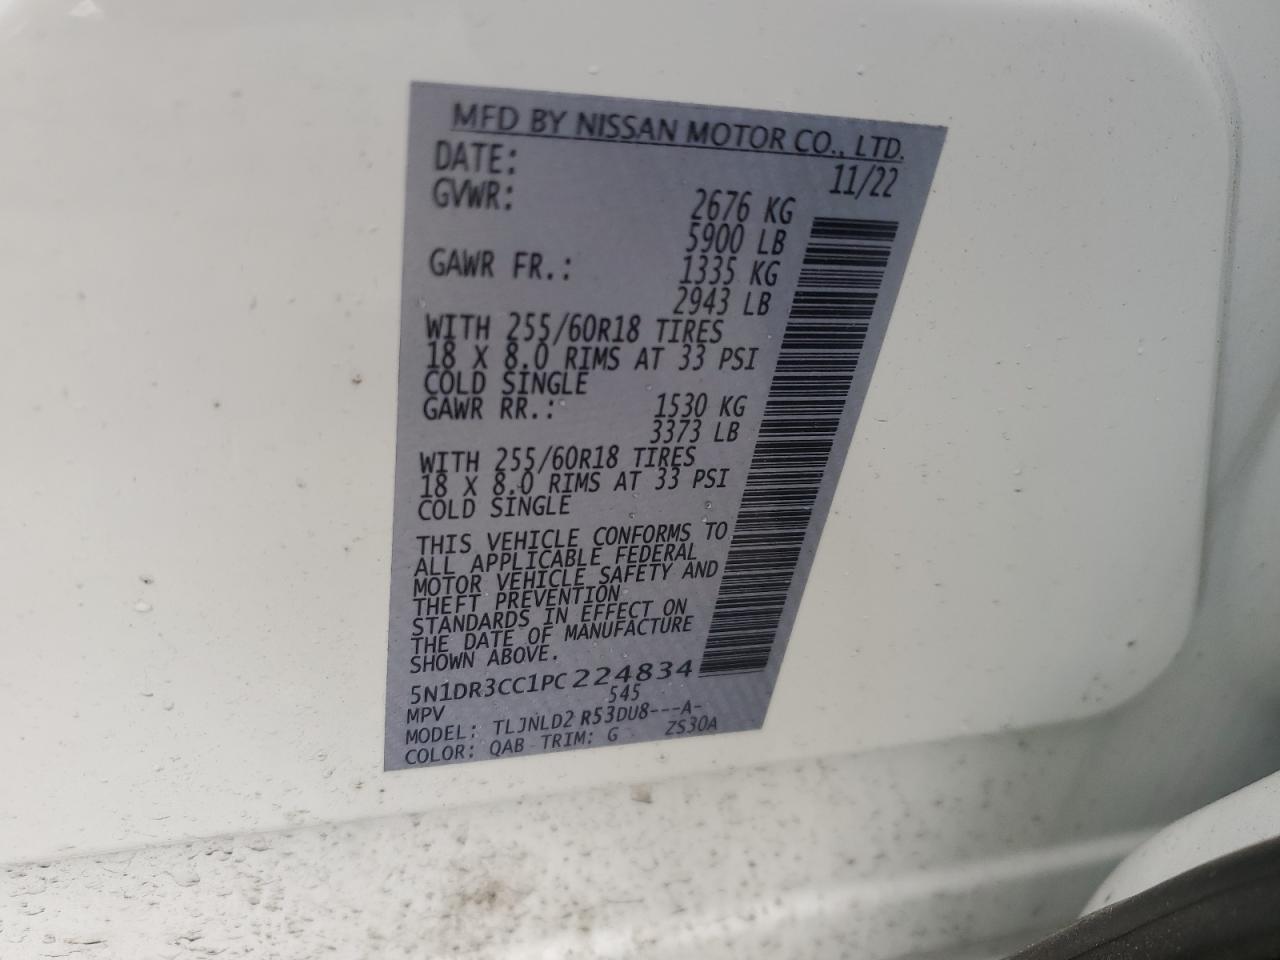 MFD BY NISSAN MOTOR CO., LTD.
DATE: 11/22
GVWR: 2676 KG
5900 LB
GAWR FR.: 1335 KG
2943 LB
WITH 255/60R18 TIRES
18 X 8.0 RIMS AT 33 PSI
COLD SINGLE
GAWR RR.: 1530 KG
3373 LB
WITH 255/60R18 TIRES
18 X 8.0 RIMS AT 33 PSI
COLD SINGLE
THIS VEHICLE CONFORMS TO
ALL APPLICABLE FEDERAL
MOTOR VEHICLE SAFETY AND
THEFT PREVENTION
STANDARDS IN EFFECT ON
THE DATE OF MANUFACTURE
SHOWN ABOVE.
5N1DR3CC1PC224834
MPV 545
MODEL: TLJNLD2 R53DU8---A-
COLOR: QAB TRIM: G ZS30A